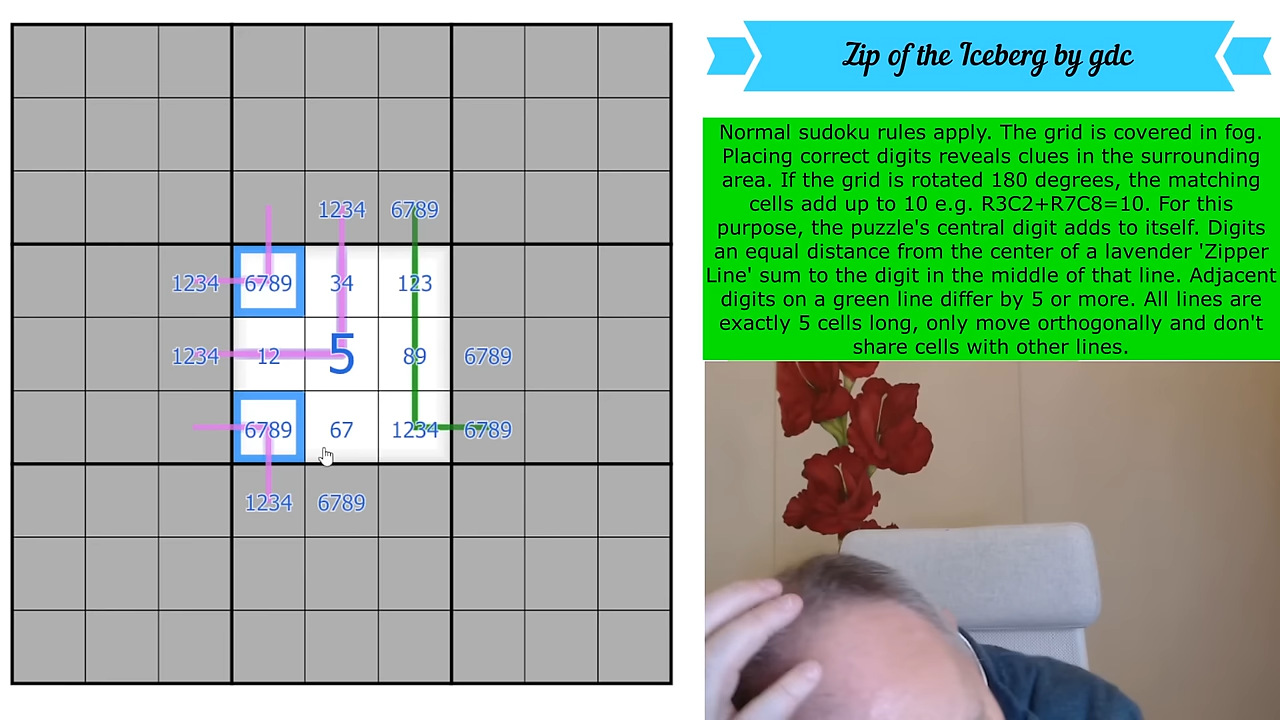 Zip of the Iceberg by gdc
Normal sudoku rules apply. The grid is covered in fog.
Placing correct digits reveals clues in the surrounding
area. If the grid is rotated 180 degrees, the matching
cells add up to 10 e.g. R3C2+R7C8=10. For this
purpose, the puzzle's central digit adds to itself. Digits
an equal distance from the center of a lavender 'Zipper
Line' sum to the digit in the middle of that line. Adjacent
digits on a green line differ by 5 or more. All lines are
exactly 5 cells long, only move orthogonally and don't
share cells with other lines.
1234 6789
1234 6789 34 123
1234 12 5 89 6789
6789 67 1234 6789
1234 6789